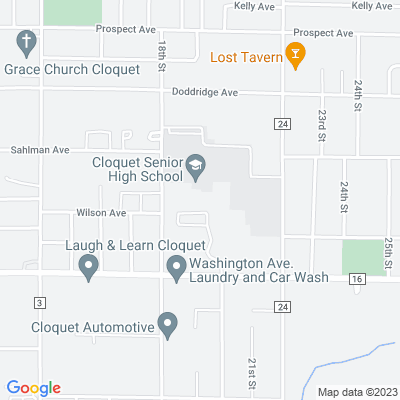 Kelly Ave
Kelly Ave
Prospect Ave
Prospect Ave
18th St
Lost Tavern
Grace Church Cloquet
24th St
Doddridge Ave
23rd St
24
Sahlman Ave
Cloquet Senior
High School
24th St
Wilson Ave
25th St
Laugh & Learn Cloquet
Washington Ave.
Laundry and Car Wash
16
3
24
18th St
Cloquet Automotive
21st St
Google
Map data ©2023